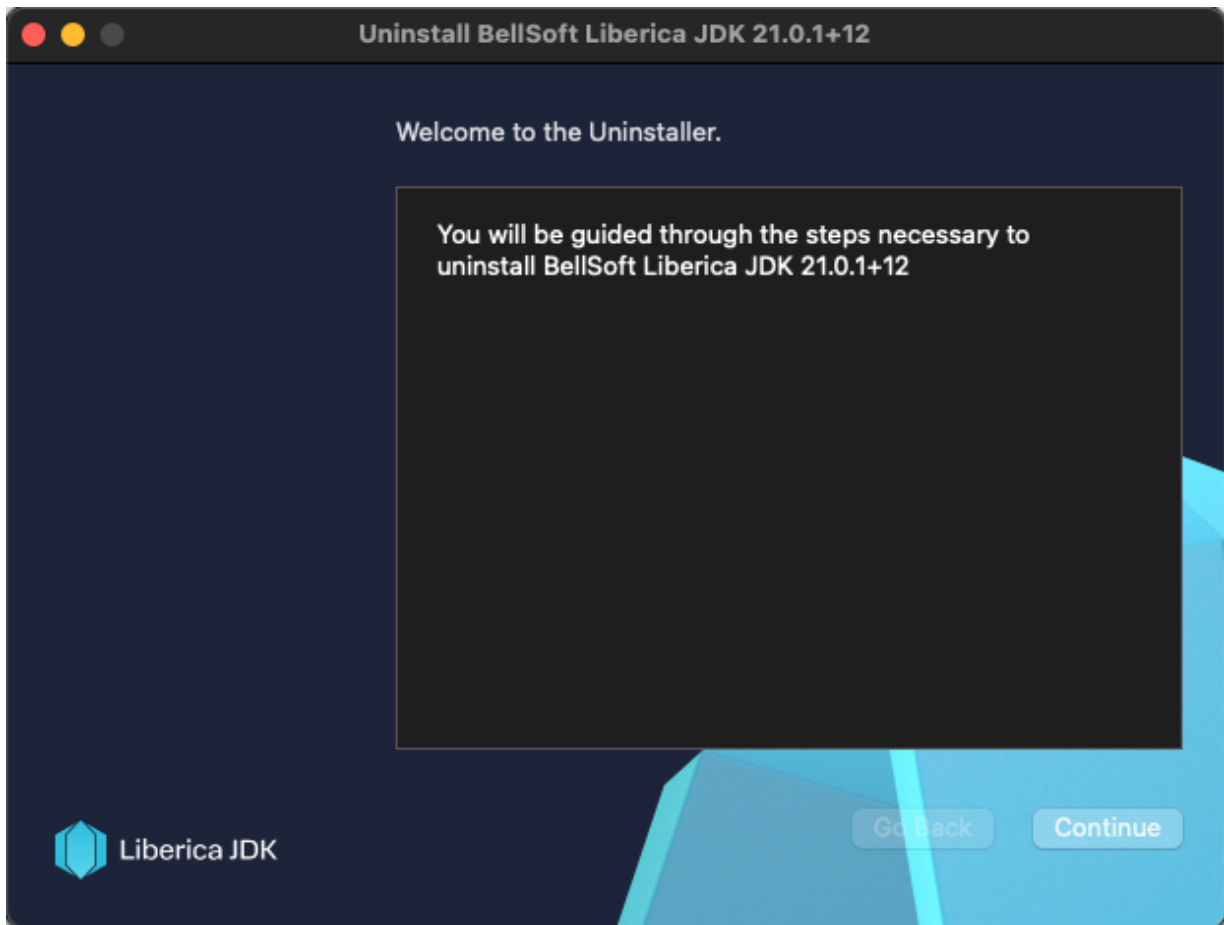 Uninstall BellSoft Liberica JDK 21.0.1+12
Welcome to the Uninstaller.
You will be guided through the steps necessary to
uninstall BellSoft Liberica JDK 21.0.1+12
Go Back
Continue
Liberica JDK